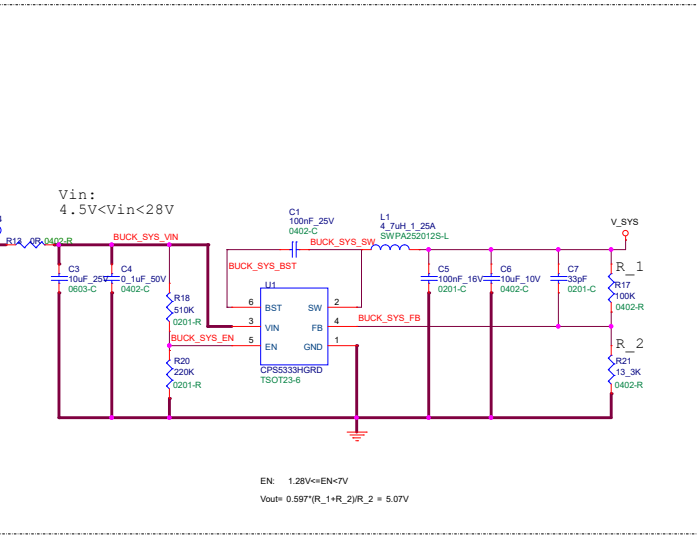 Vin:
4.5V<Vin<28V
R13
0R
0402-R
BUCK_SYS_VIN
C3
10uF_25V
0603-C
C4
0_1uF_50V
0402-C
R18
510K
0201-R
BUCK_SYS_EN
R20
220K
0201-R
C1
100nF_25V
0402-C
BUCK_SYS_SW
BUCK_SYS_BST
U1
6 BST SW 2
3 VIN FB 4
5 EN GND 1
CPS5333HGRD
TSOT23-6
BUCK_SYS_FB
L1
4_7uH_1_25A
SWPA252012S-L
C5
100nF_16V
0201-C
C6
10uF_10V
0402-C
C7
33pF
0201-C
V_SYS
R_1
R17
100K
0402-R
R_2
R21
13_3K
0402-R
EN: 1.28V<=EN<7V
Vout= 0.597*(R_1+R_2)/R_2 = 5.07V